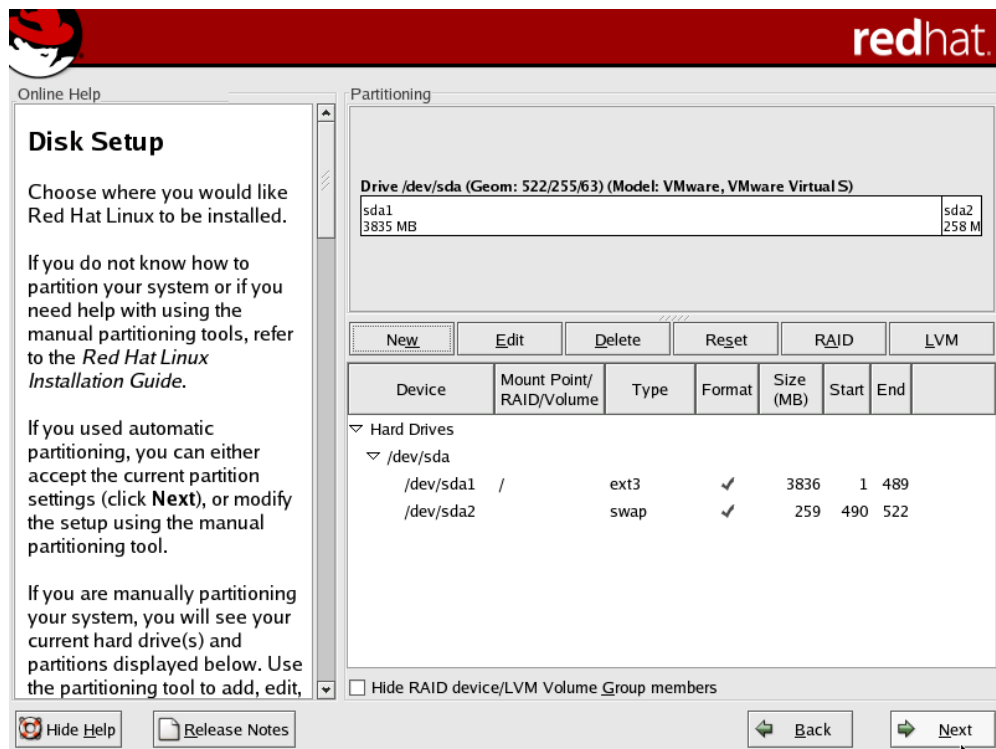 redhat.
Online Help
Disk Setup
Choose where you would like
Red Hat Linux to be installed.
If you do not know how to
partition your system or if you
need help with using the
manual partitioning tools, refer
to the Red Hat Linux
Installation Guide.
If you used automatic
partitioning, you can either
accept the current partition
settings (click Next), or modify
the setup using the manual
partitioning tool.
If you are manually partitioning
your system, you will see your
current hard drive(s) and
partitions displayed below. Use
the partitioning tool to add, edit,
Partitioning
Drive /dev/sda (Geom: 522/255/63) (Model: VMware, VMware Virtual S)
sda1 sda2
3835 MB 258 M
New Edit Delete Reset RAID LVM
Device Mount Point/ RAID/Volume Type Format Size (MB) Start End
Hard Drives
/dev/sda
/dev/sda1 / ext3 3836 1 489
/dev/sda2 swap 259 490 522
Hide RAID device/LVM Volume Group members
Hide Help Release Notes Back Next